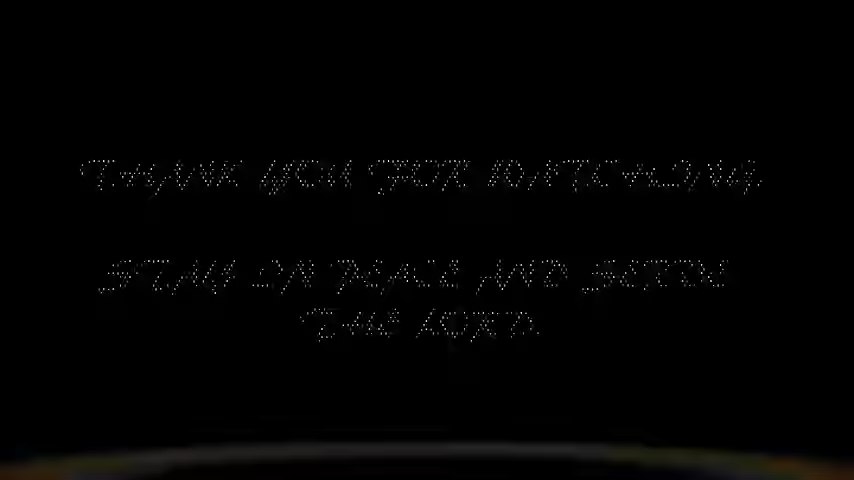 THANK YOU FOR WATCHING.
STAY IN PEACE AND SERVE
THE LORD.